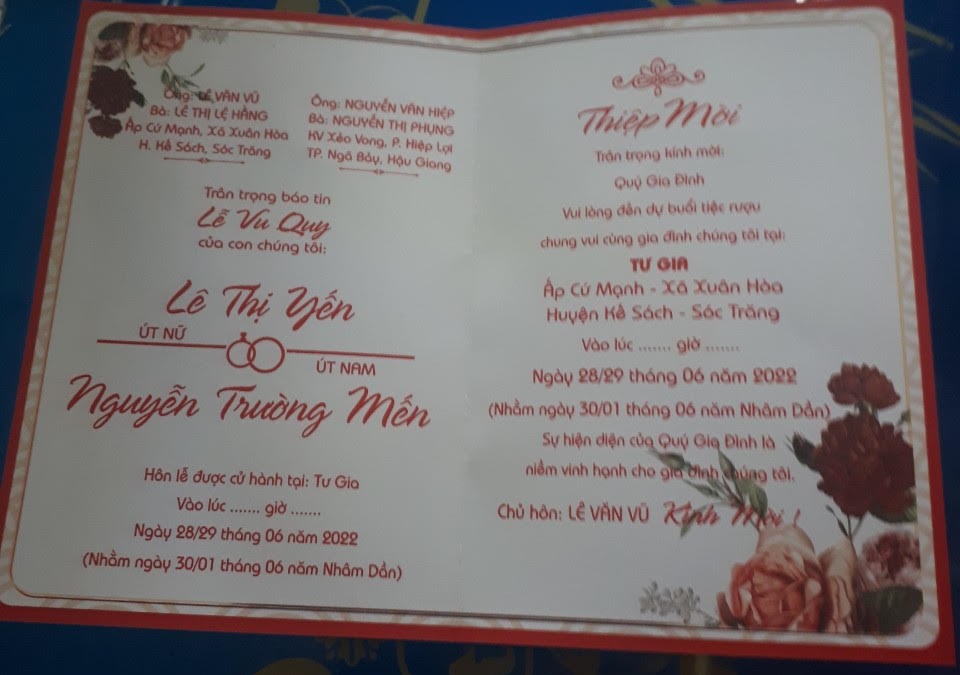 Ông: LÊ VĂN VŨ
Bà: LÊ THỊ LỆ HẰNG
Ấp Cứ Mạnh, Xã Xuân Hòa
H. Kế Sách, Sóc Trăng
Ông: NGUYỄN VĂN HIỆP
Bà: NGUYỄN THỊ PHỤNG
KV Xẻo Vong, P. Hiệp Lợi
TP. Ngã Bảy, Hậu Giang
Trân trọng báo tin
Lễ Vu Quy
của con chúng tôi:
Lê Thị Yến
ÚT NỮ
ÚT NAM
Nguyễn Trường Mến
Hôn lễ được cử hành tại: Tư Gia
Vào lúc ....... giờ .......
Ngày 28/29 tháng 06 năm 2022
(Nhằm ngày 30/01 tháng 06 năm Nhâm Dần)
Thiệp Mời
Trân trọng kính mời:
Quý Gia Đình
Vui lòng đến dự buổi tiệc rượu
chung vui cùng gia đình chúng tôi tại:
TƯ GIA
Ấp Cứ Mạnh - Xã Xuân Hòa
Huyện Kế Sách - Sóc Trăng
Vào lúc ....... giờ .......
Ngày 28/29 tháng 06 năm 2022
(Nhằm ngày 30/01 tháng 06 năm Nhâm Dần)
Sự hiện diện của Quý Gia Đình là
niềm vinh hạnh cho gia đình chúng tôi.
Chủ hôn: LÊ VĂN VŨ Kính Mời !